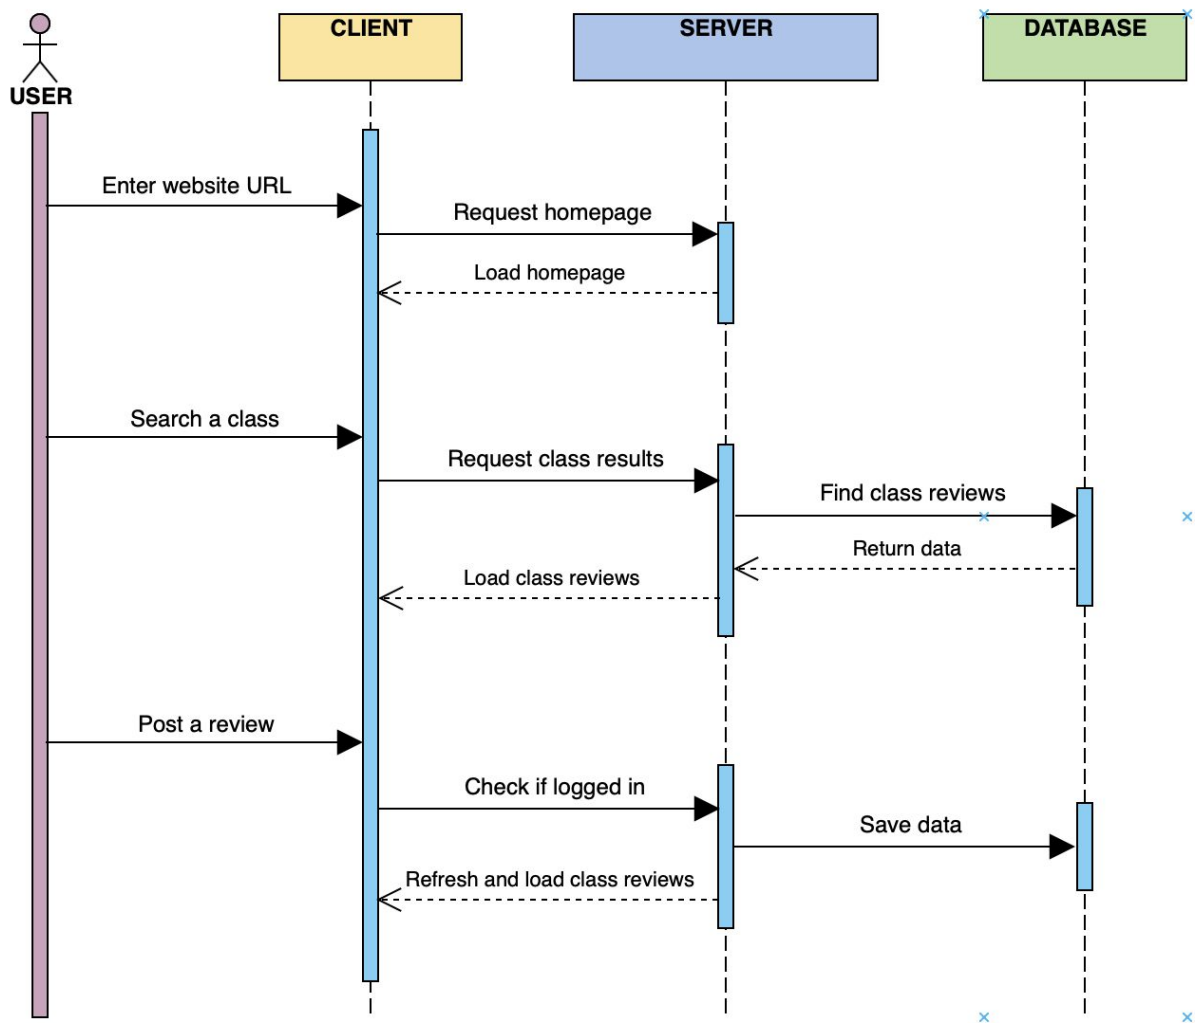 CLIENT
SERVER
DATABASE
USER
Enter website URL
Request homepage
Load homepage
Search a class
Request class results
Find class reviews
Return data
Load class reviews
Post a review
Check if logged in
Save data
Refresh and load class reviews